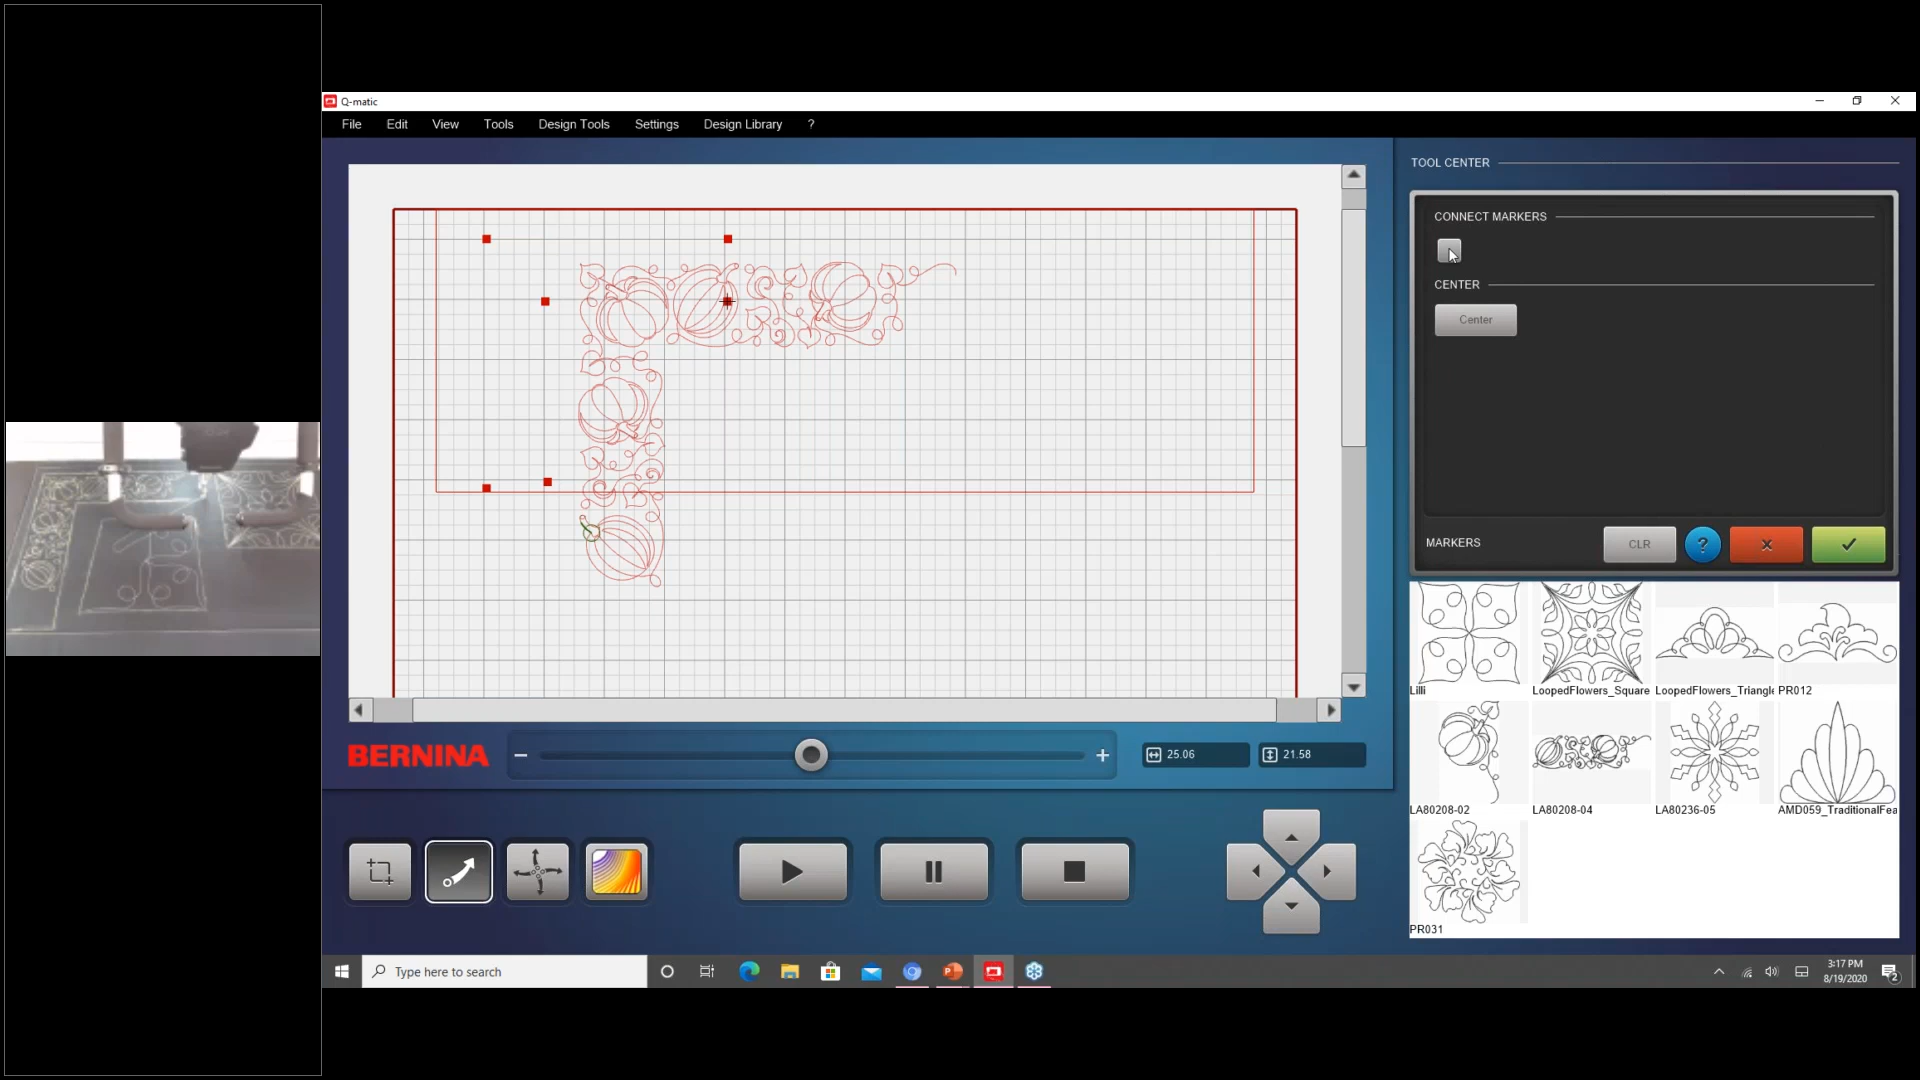 Q-matic
File Edit View Tools Design Tools Settings Design Library ?
TOOL CENTER
CONNECT MARKERS
CENTER
Center
MARKERS CLR ?
Lilli LoopedFlowers_Square LoopedFlowers_Triangle PR012
LA80208-02 LA80208-04 LA80236-05 AMD059_TraditionalFea
PR031
BERNINA 25.06 21.58
Type here to search
3:17 PM
8/19/2020
2